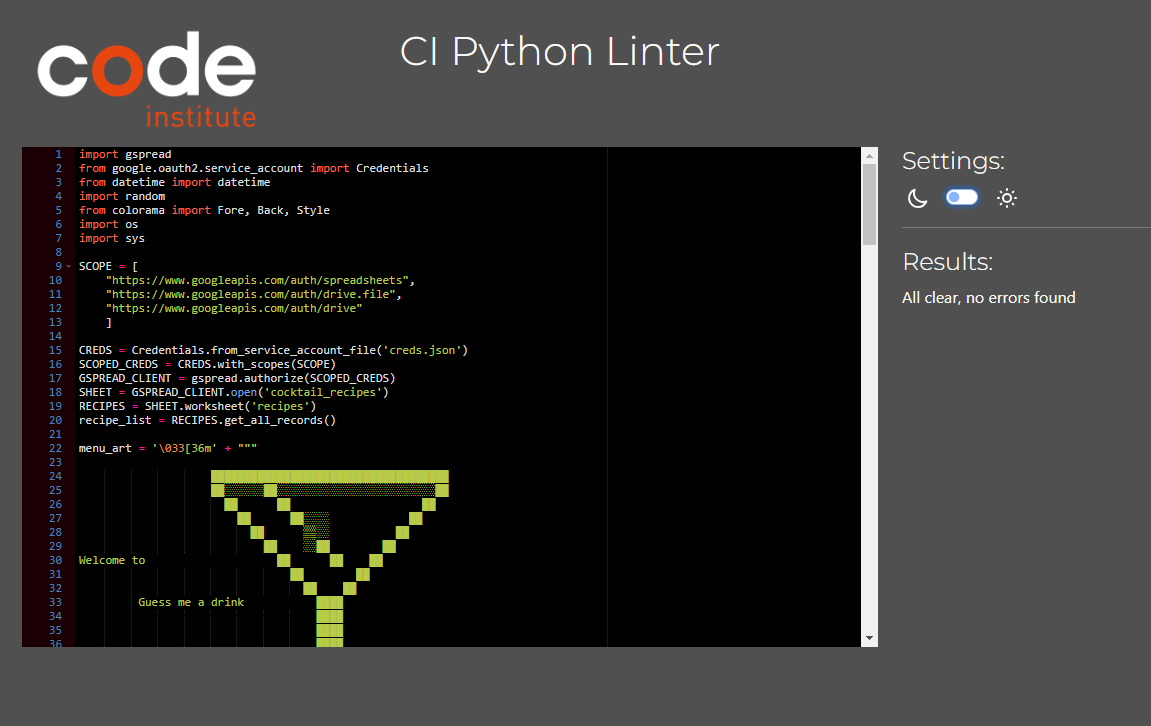 code
institute
CI Python Linter
1 import gspread
2 from google.oauth2.service_account import Credentials
3 from datetime import datetime
4 import random
5 from colorama import Fore, Back, Style
6 import os
7 import sys
8
9 SCOPE = [
10 "https://www.googleapis.com/auth/spreadsheets",
11 "https://www.googleapis.com/auth/drive.file",
12 "https://www.googleapis.com/auth/drive"
13 ]
14
15 CREDS = Credentials.from_service_account_file('creds.json')
16 SCOPED_CREDS = CREDS.with_scopes(SCOPE)
17 GSPREAD_CLIENT = gspread.authorize(SCOPED_CREDS)
18 SHEET = GSPREAD_CLIENT.open('cocktail_recipes')
19 RECIPES = SHEET.worksheet('recipes')
20 recipe_list = RECIPES.get_all_records()
21
22 menu_art = '\033[36m' + """
23
24
25
26
27
28
29
30 Welcome to
31
32
33 Guess me a drink
34
35
36
Settings:
Results:
All clear, no errors found